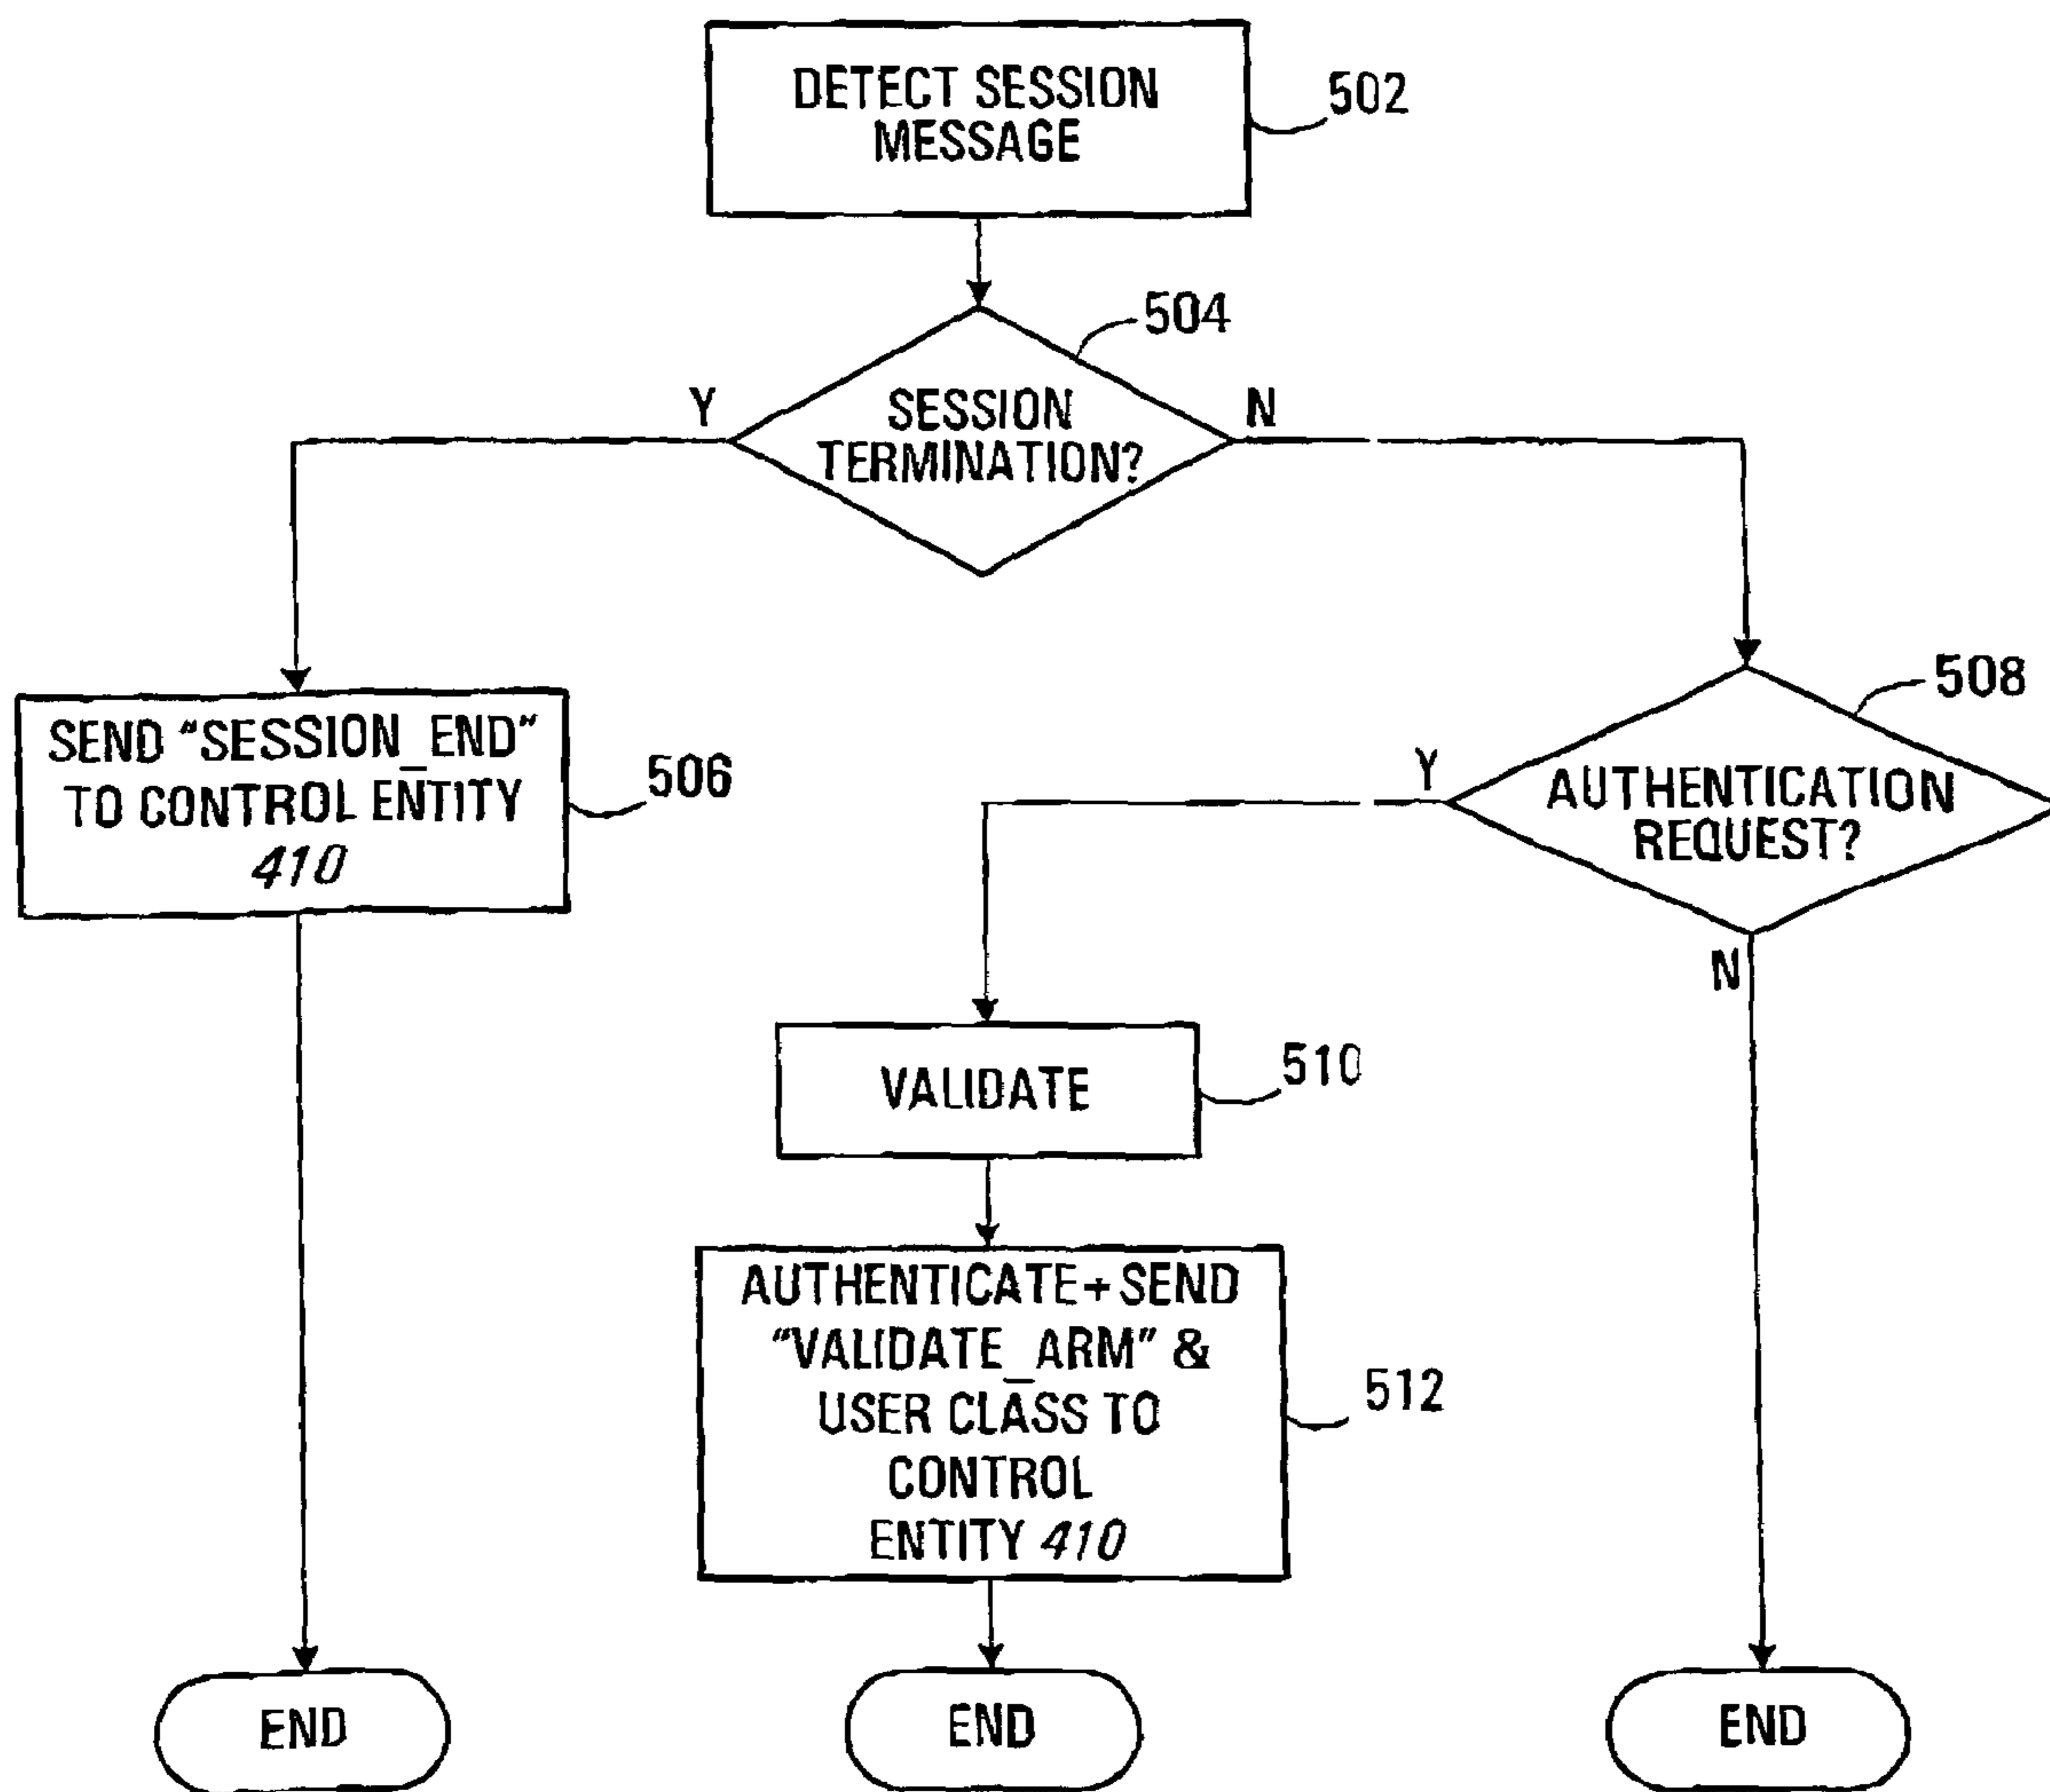 DETECT SESSION
MESSAGE
502
504
Y
SESSION
TERMINATION?
N
508
SEND "SESSION_END"
TO CONTROL ENTITY
410
506
Y
AUTHENTICATION
REQUEST?
N
VALIDATE
510
AUTHENTICATE+SEND
"VALIDATE_ARM" &
USER CLASS TO
CONTROL
ENTITY 410
512
END
END
END